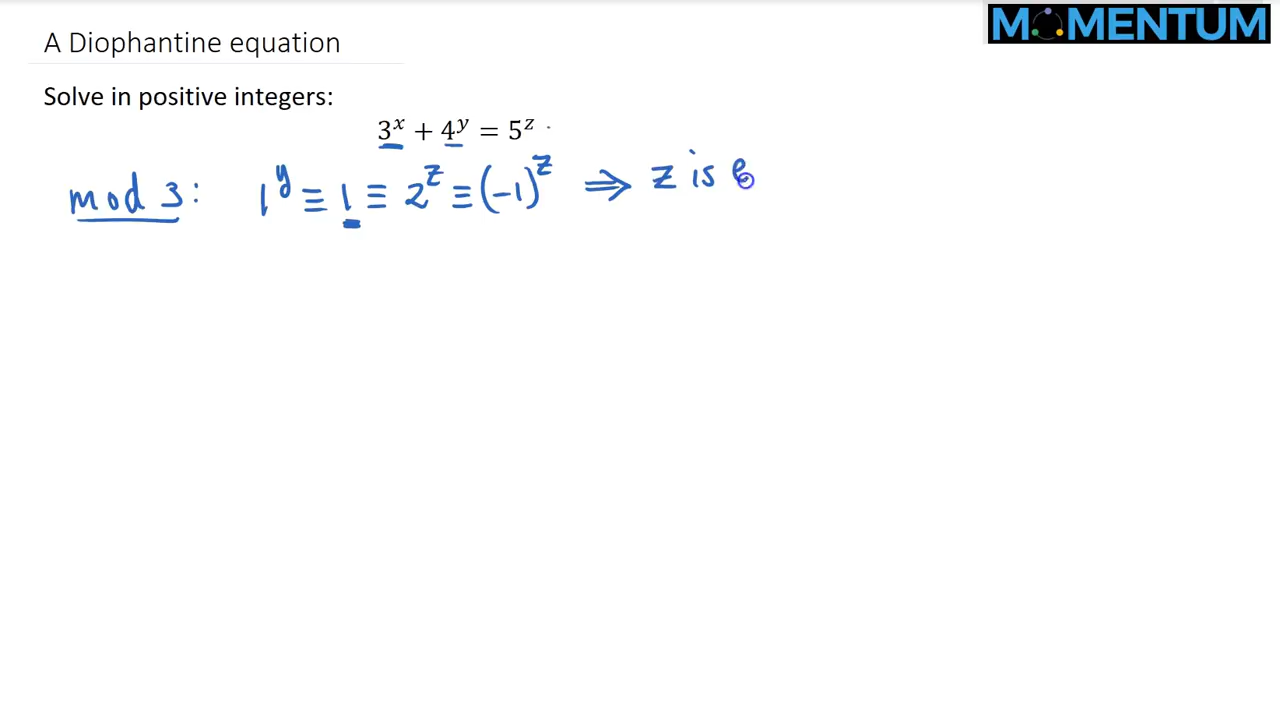 MOMENTUM
A Diophantine equation
Solve in positive integers:
3^x + 4^y = 5^z .
mod 3: 1^y ≡ 1 ≡ 2^z ≡ (-1)^z ⇒ z is e